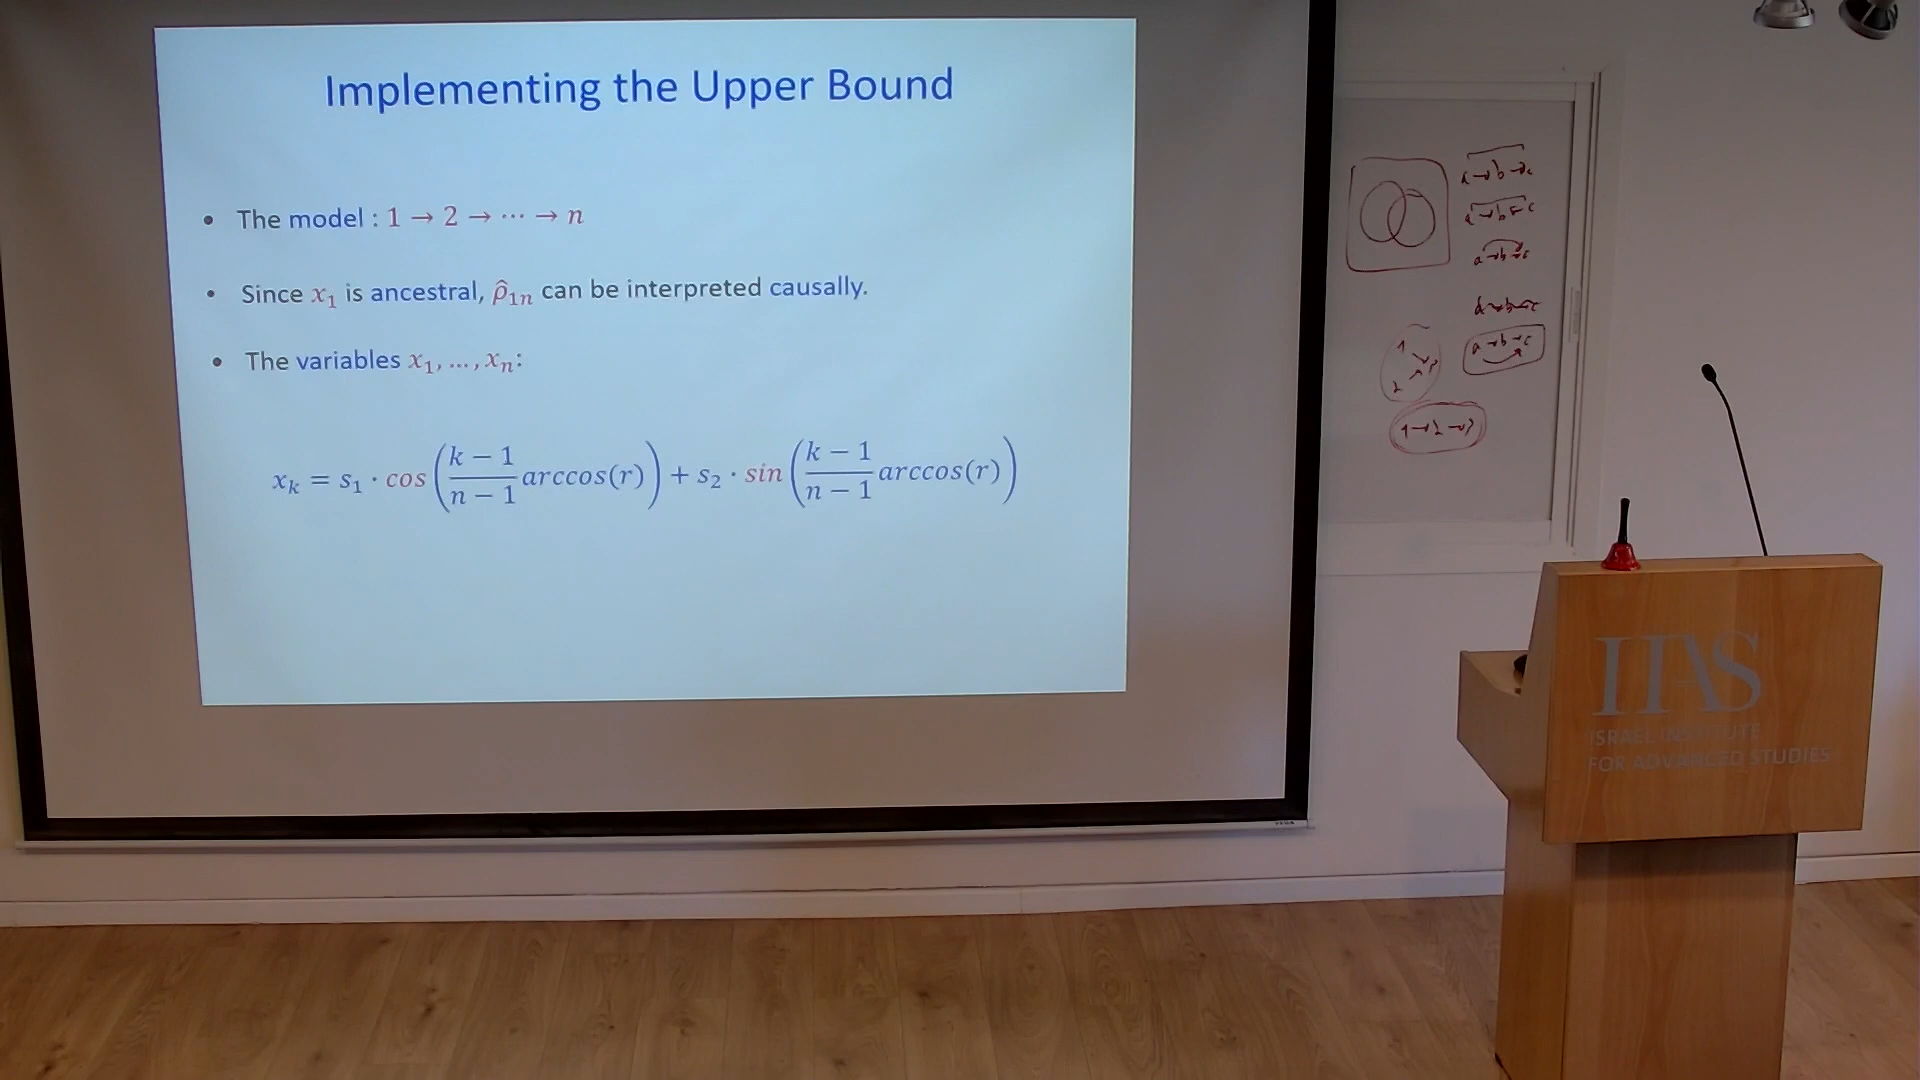 Implementing the Upper Bound
• The model : 1 → 2 → ⋯ → n
• Since x₁ is ancestral, ρ̂₁ₙ can be interpreted causally.
• The variables x₁, …, xₙ:
xₖ = s₁ · cos((k − 1)/(n − 1) arccos(r)) + s₂ · sin((k − 1)/(n − 1) arccos(r))
a→b→c
IIAS
ISRAEL INSTITUTE
FOR ADVANCED STUDIES